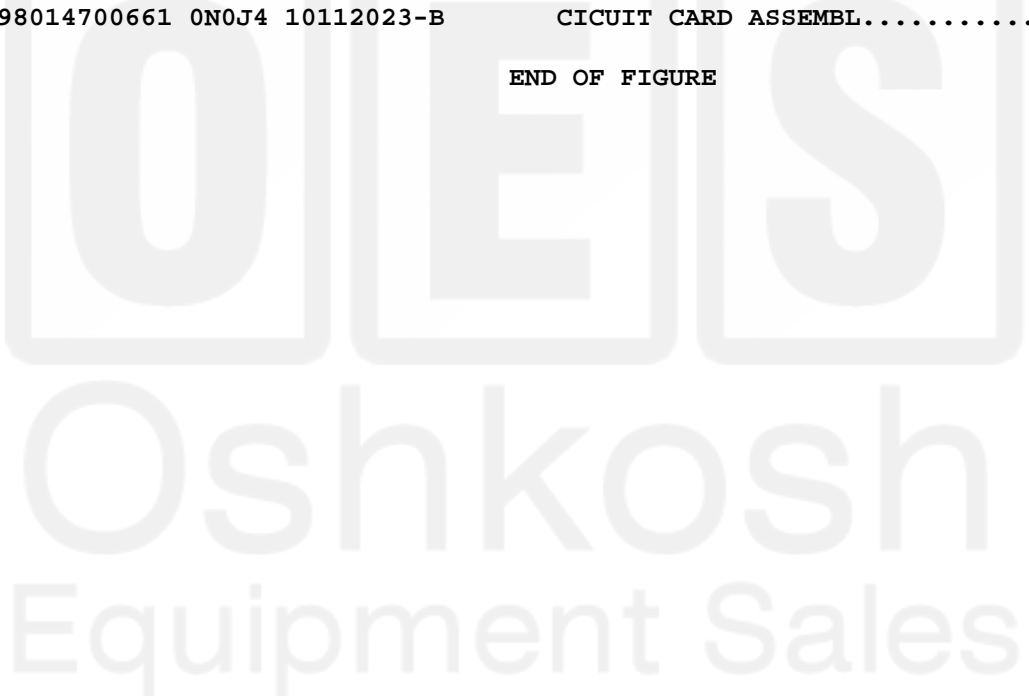 98014700661 0N0J4 10112023-B CICUIT CARD ASSEMBL...........
END OF FIGURE
OES
Oshkosh
Equipment Sales